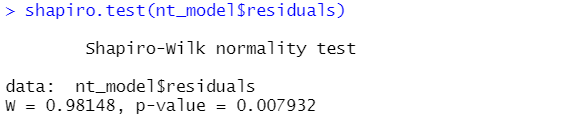 > shapiro.test(nt_model$residuals)
Shapiro-Wilk normality test
data:  nt_model$residuals
W = 0.98148, p-value = 0.007932